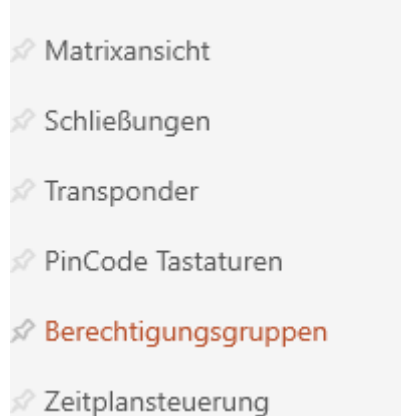 Matrixansicht
Schließungen
Transponder
PinCode Tastaturen
Berechtigungsgruppen
Zeitplansteuerung